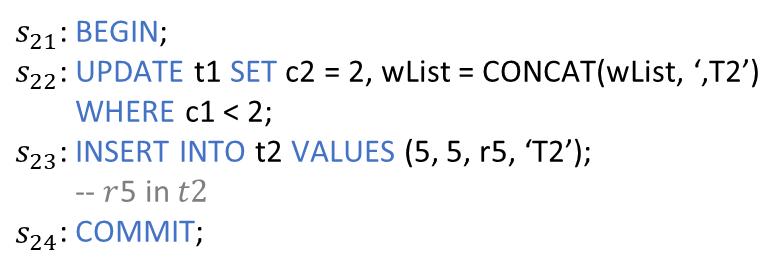 s21: BEGIN;
s22: UPDATE t1 SET c2 = 2, wList = CONCAT(wList, ‘,T2’)
WHERE c1 < 2;
s23: INSERT INTO t2 VALUES (5, 5, r5, ‘T2’);
-- r5 in t2
s24: COMMIT;